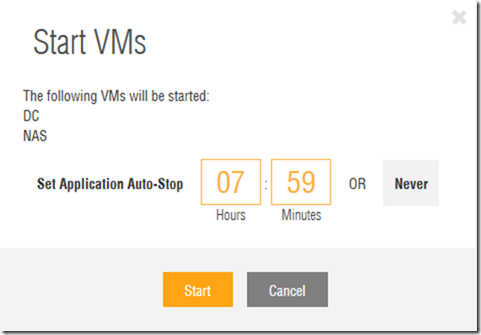 Start VMs
The following VMs will be started:
DC
NAS
Set Application Auto-Stop 07 : 59 OR Never
Hours Minutes
Start Cancel